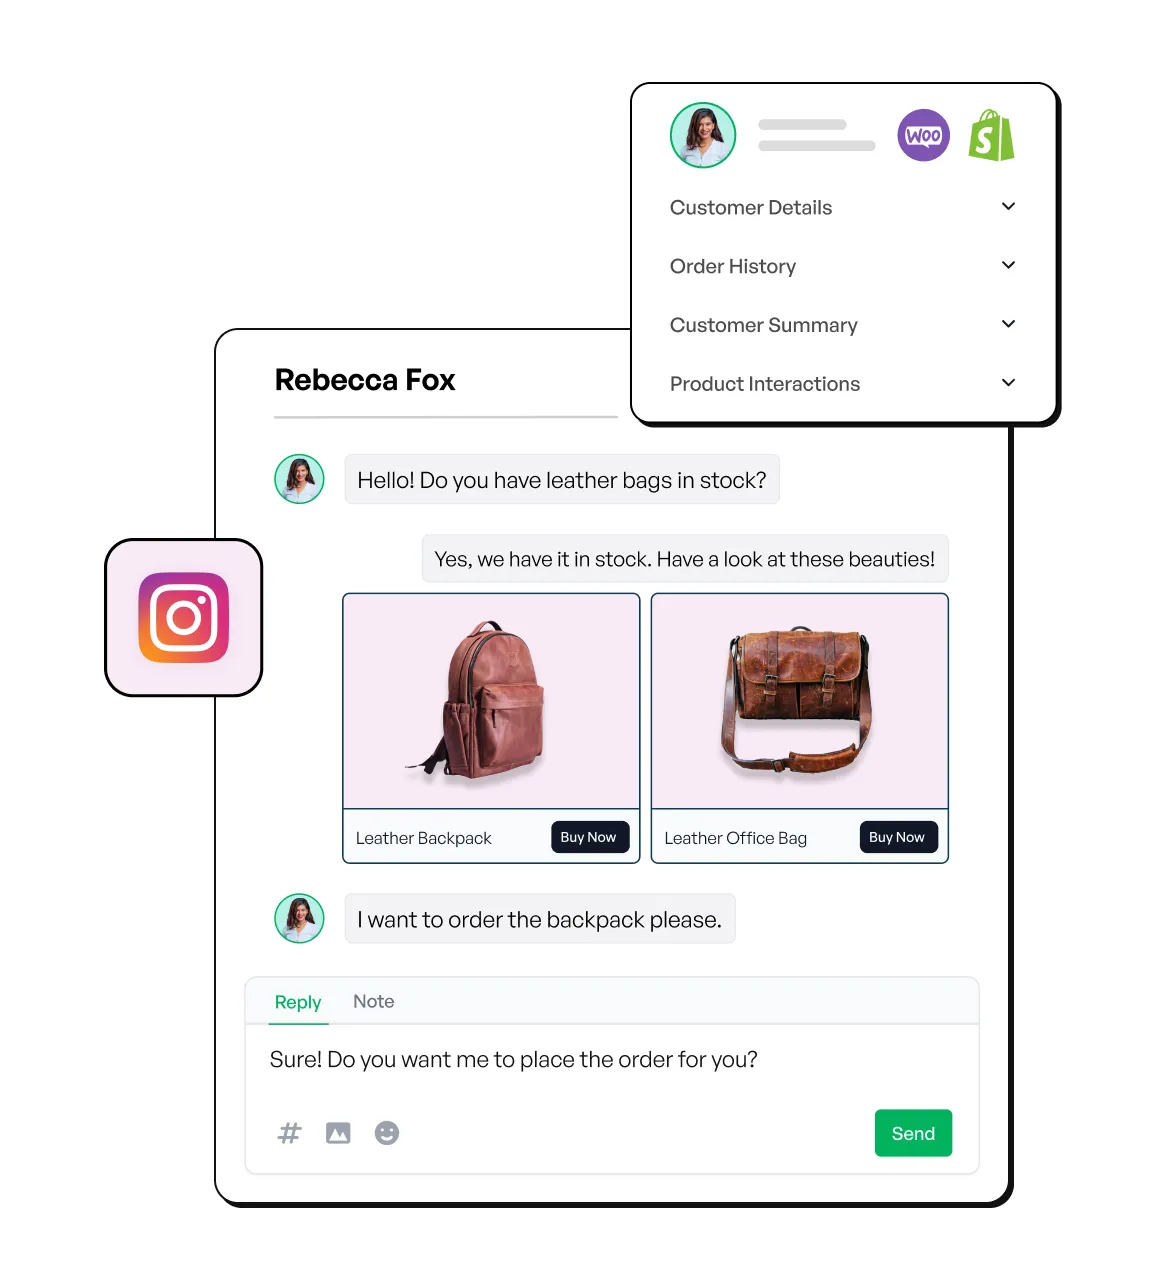 Woo
S
Customer Details
Order History
Customer Summary
Product Interactions
Rebecca Fox
Hello! Do you have leather bags in stock?
Yes, we have it in stock. Have a look at these beauties!
Leather Backpack
Buy Now
Leather Office Bag
Buy Now
I want to order the backpack please.
Reply
Note
Sure! Do you want me to place the order for you?
#
Send